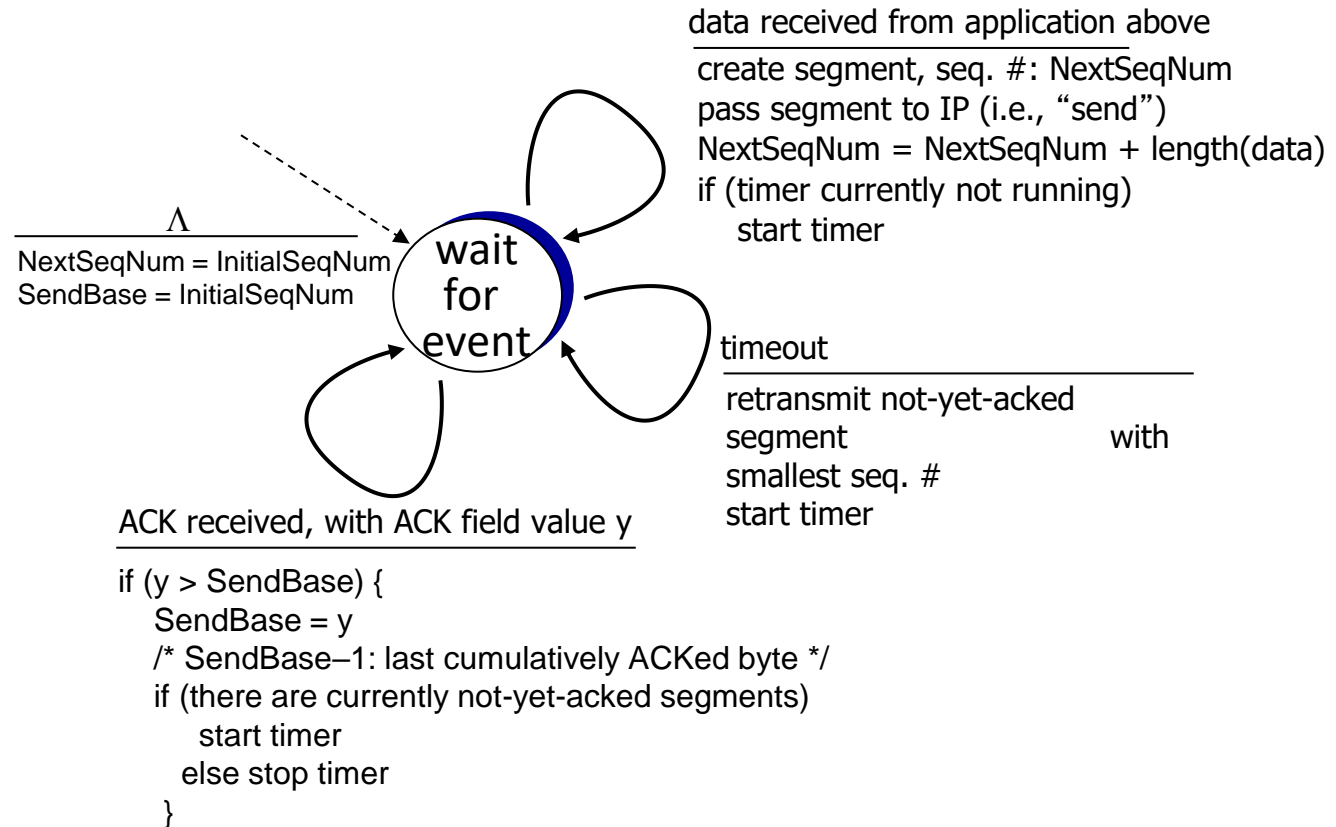 data received from application above
create segment, seq. #: NextSeqNum
pass segment to IP (i.e., “send”)
NextSeqNum = NextSeqNum + length(data)
if (timer currently not running)
start timer
Λ
NextSeqNum = InitialSeqNum
SendBase = InitialSeqNum
wait
for
event
timeout
retransmit not-yet-acked
segment with
smallest seq. #
start timer
ACK received, with ACK field value y
if (y > SendBase) {
SendBase = y
/* SendBase–1: last cumulatively ACKed byte */
if (there are currently not-yet-acked segments)
start timer
else stop timer
}